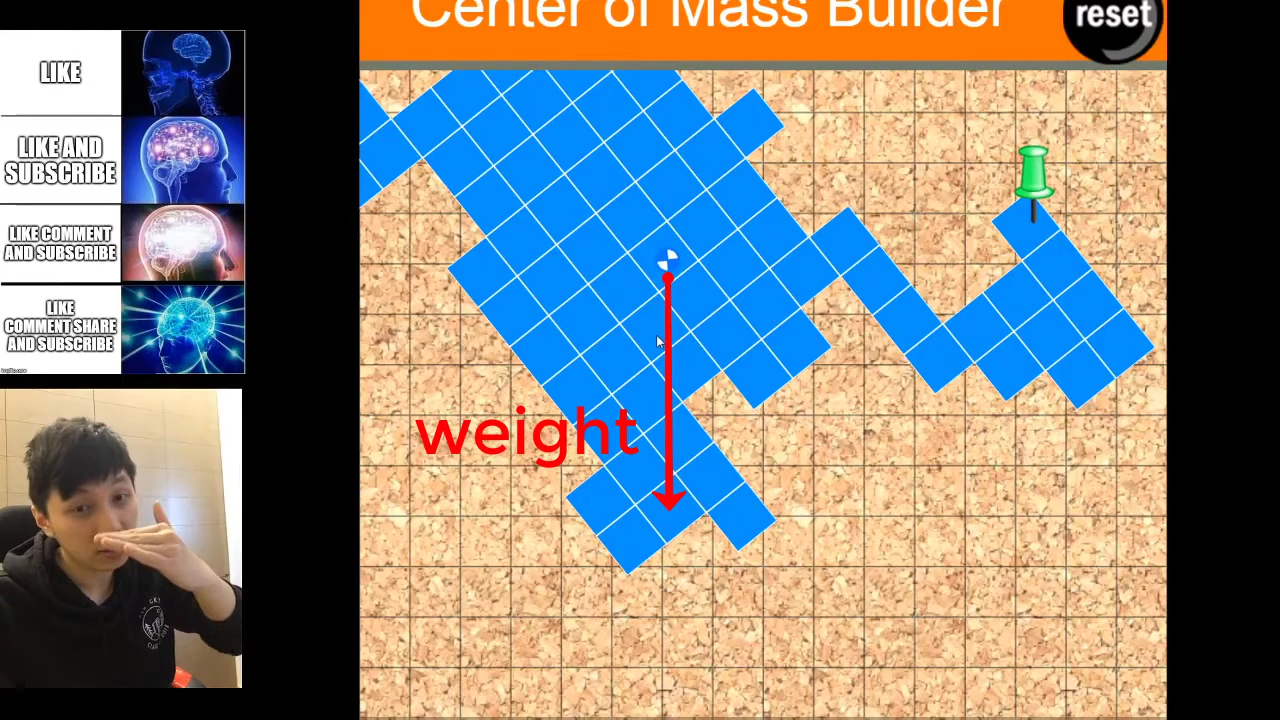 Center of Mass Builder
reset
LIKE
LIKE AND
SUBSCRIBE
LIKE COMMENT
AND SUBSCRIBE
LIKE
COMMENT SHARE
AND SUBSCRIBE
weight